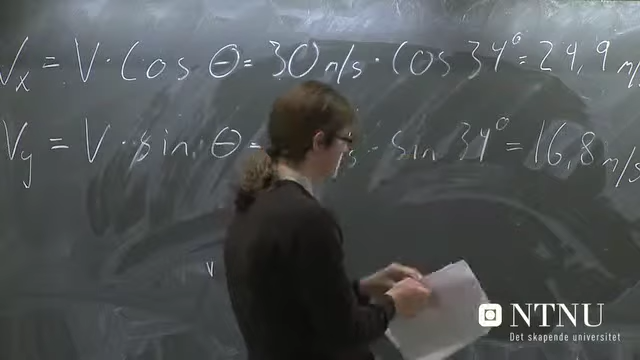 Vx = V · Cos θ = 30 m/s · Cos 34° = 24,9 m/
Vy = V · sin θ = /s · sin 34° = 16,8 m/s
v
NTNU
Det skapende universitet